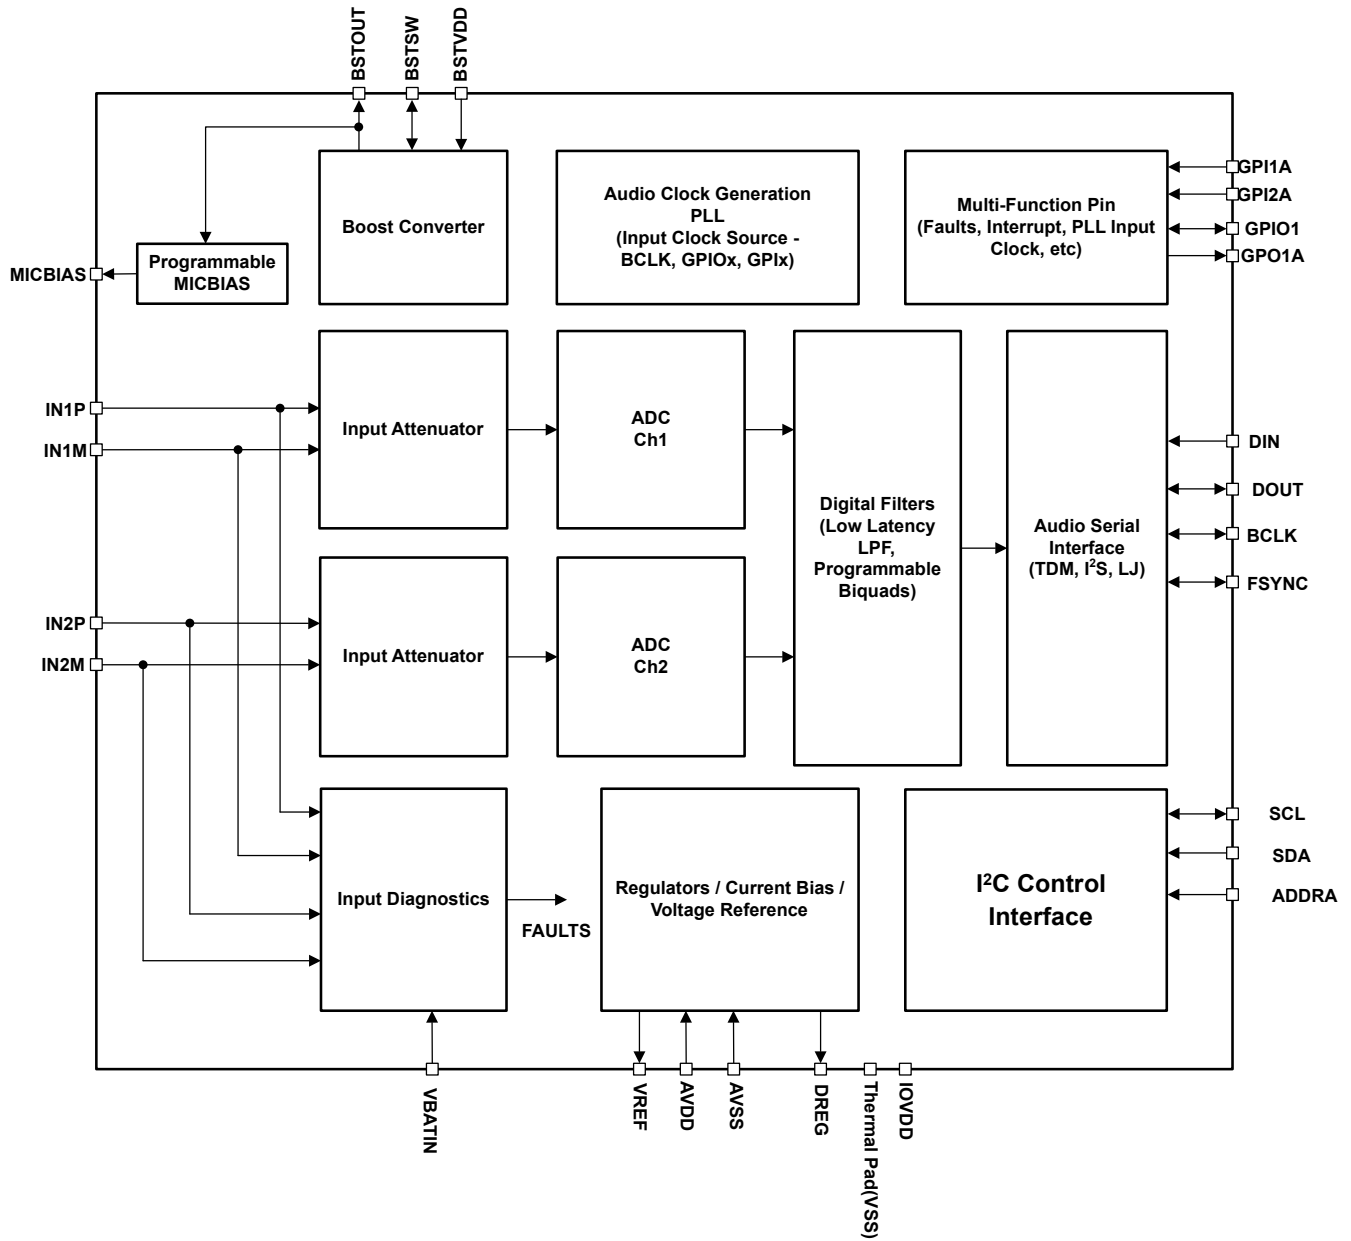 BSTOUT
BSTSW
BSTVDD
Boost Converter
Audio Clock Generation
PLL
(Input Clock Source -
BCLK, GPIOx, GPIx)
Multi-Function Pin
(Faults, Interrupt, PLL Input
Clock, etc)
GPI1A
GPI2A
GPIO1
GPO1A
MICBIAS
Programmable
MICBIAS
IN1P
IN1M
Input Attenuator
ADC
Ch1
Digital Filters
(Low Latency
LPF,
Programmable
Biquads)
Audio Serial
Interface
(TDM, I²S, LJ)
DIN
DOUT
BCLK
FSYNC
IN2P
IN2M
Input Attenuator
ADC
Ch2
Input Diagnostics
FAULTS
Regulators / Current Bias /
Voltage Reference
I²C Control
Interface
SCL
SDA
ADDRA
VBATIN
VREF
AVDD
AVSS
DREG
Thermal Pad(VSS)
IOVDD